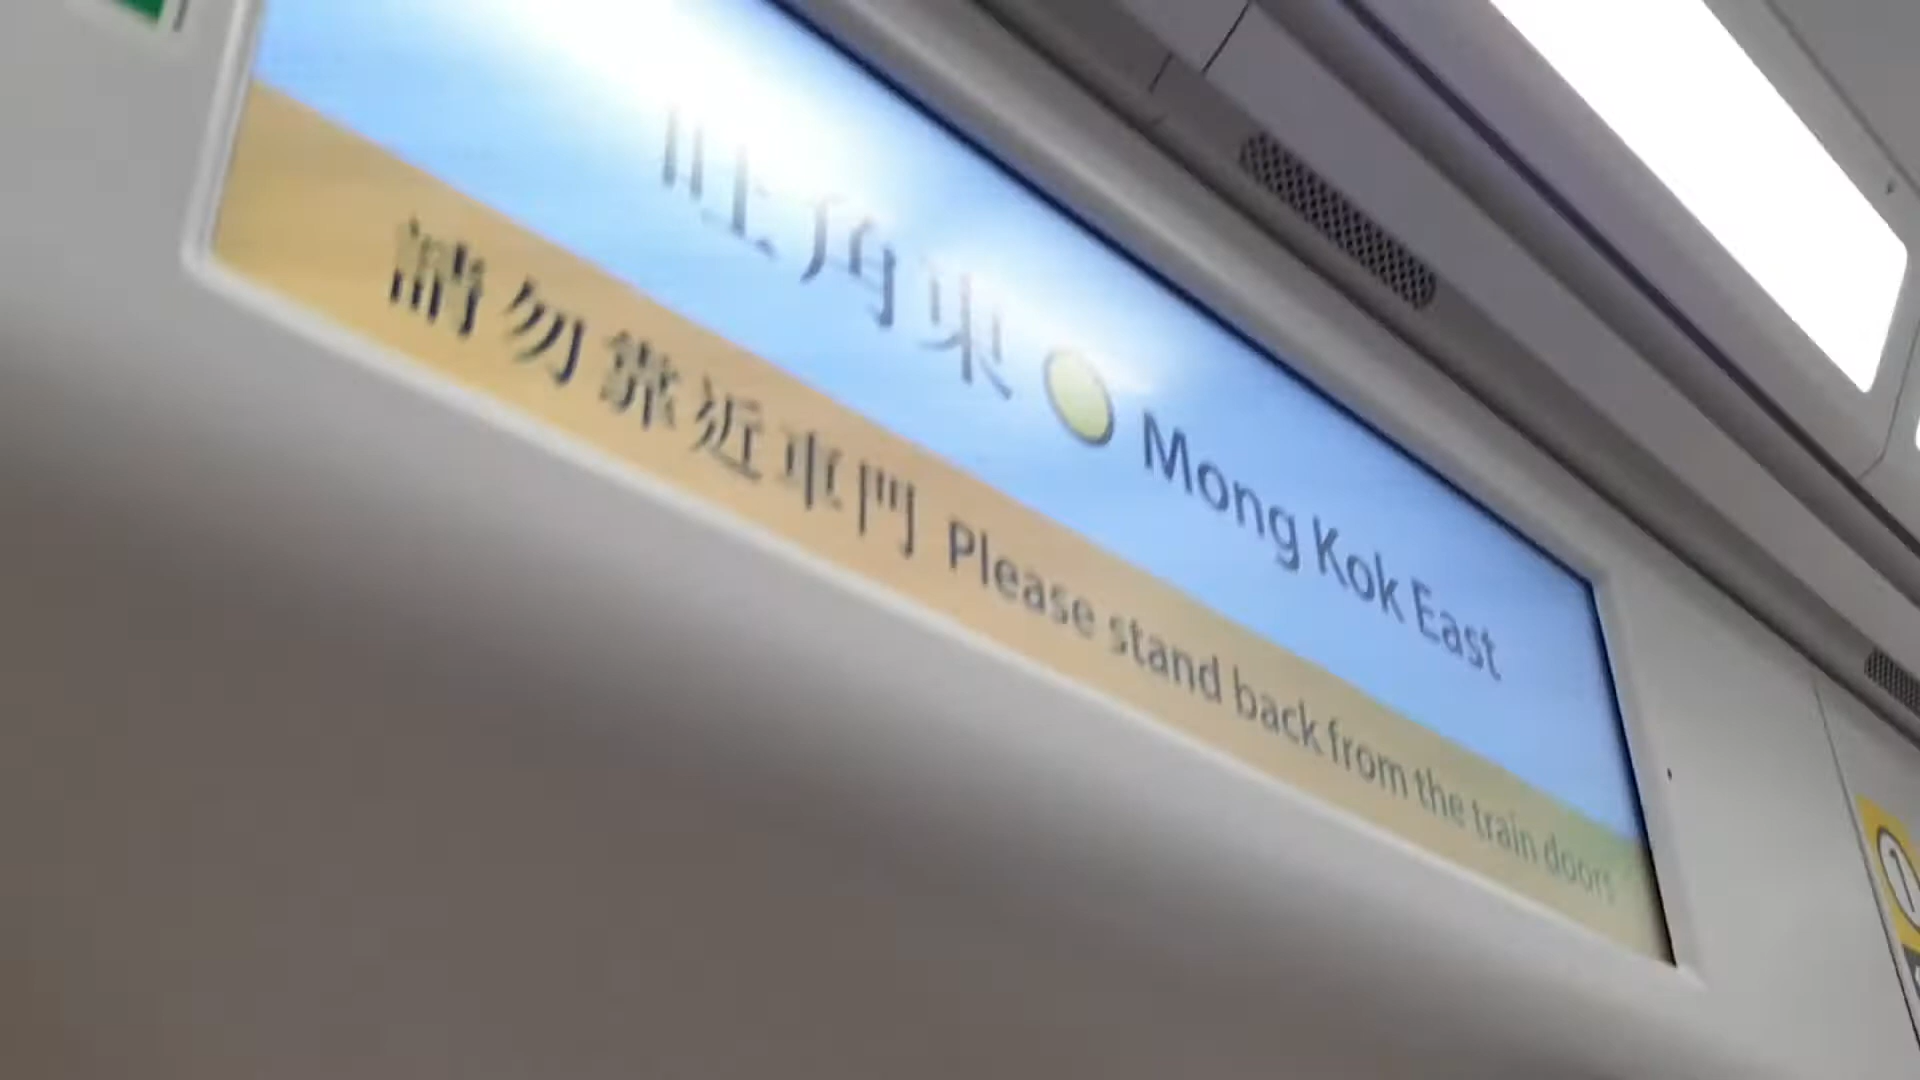 旺角東 Mong Kok East
請勿靠近車門 Please stand back from the train doors